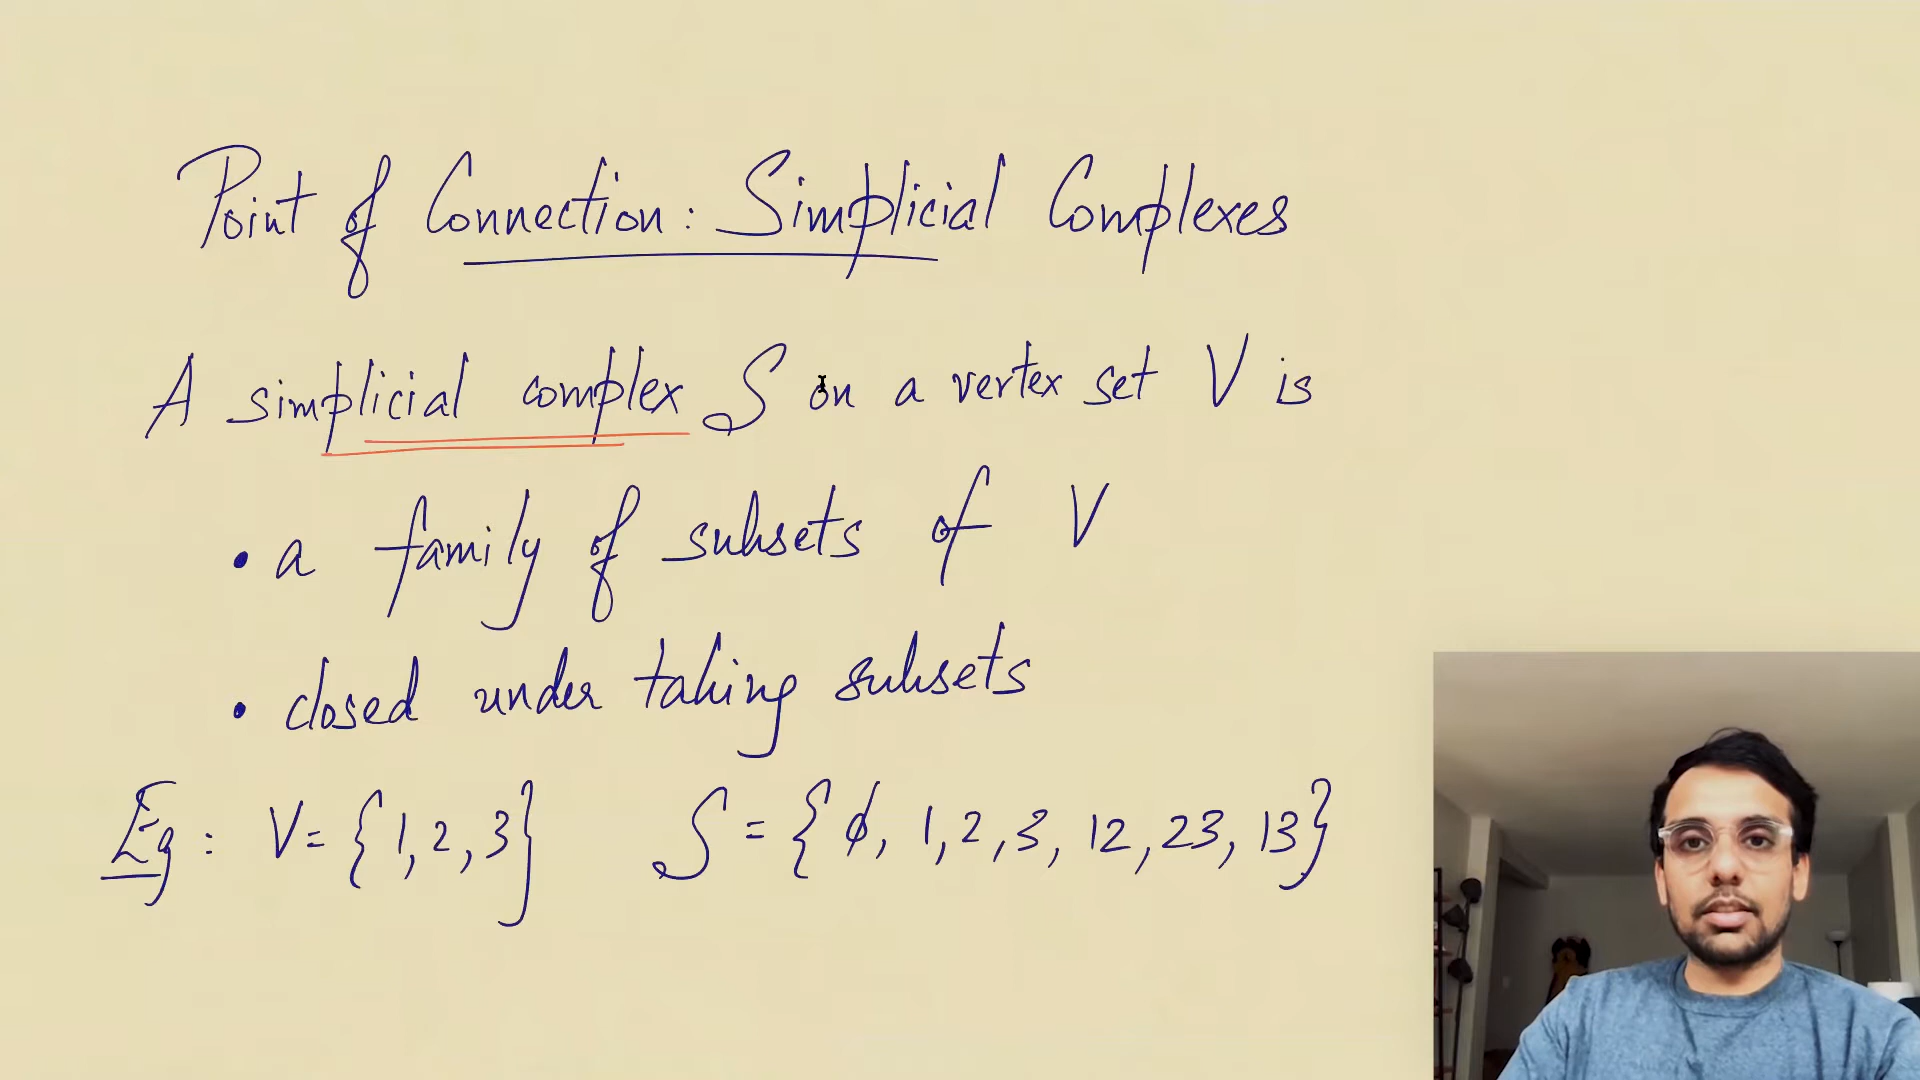 Point of Connection: Simplicial Complexes
A simplicial complex S on a vertex set V is
• a family of subsets of V
• closed under taking subsets
Eg: V = {1, 2, 3} S = {ϕ, 1, 2, 3, 12, 23, 13}